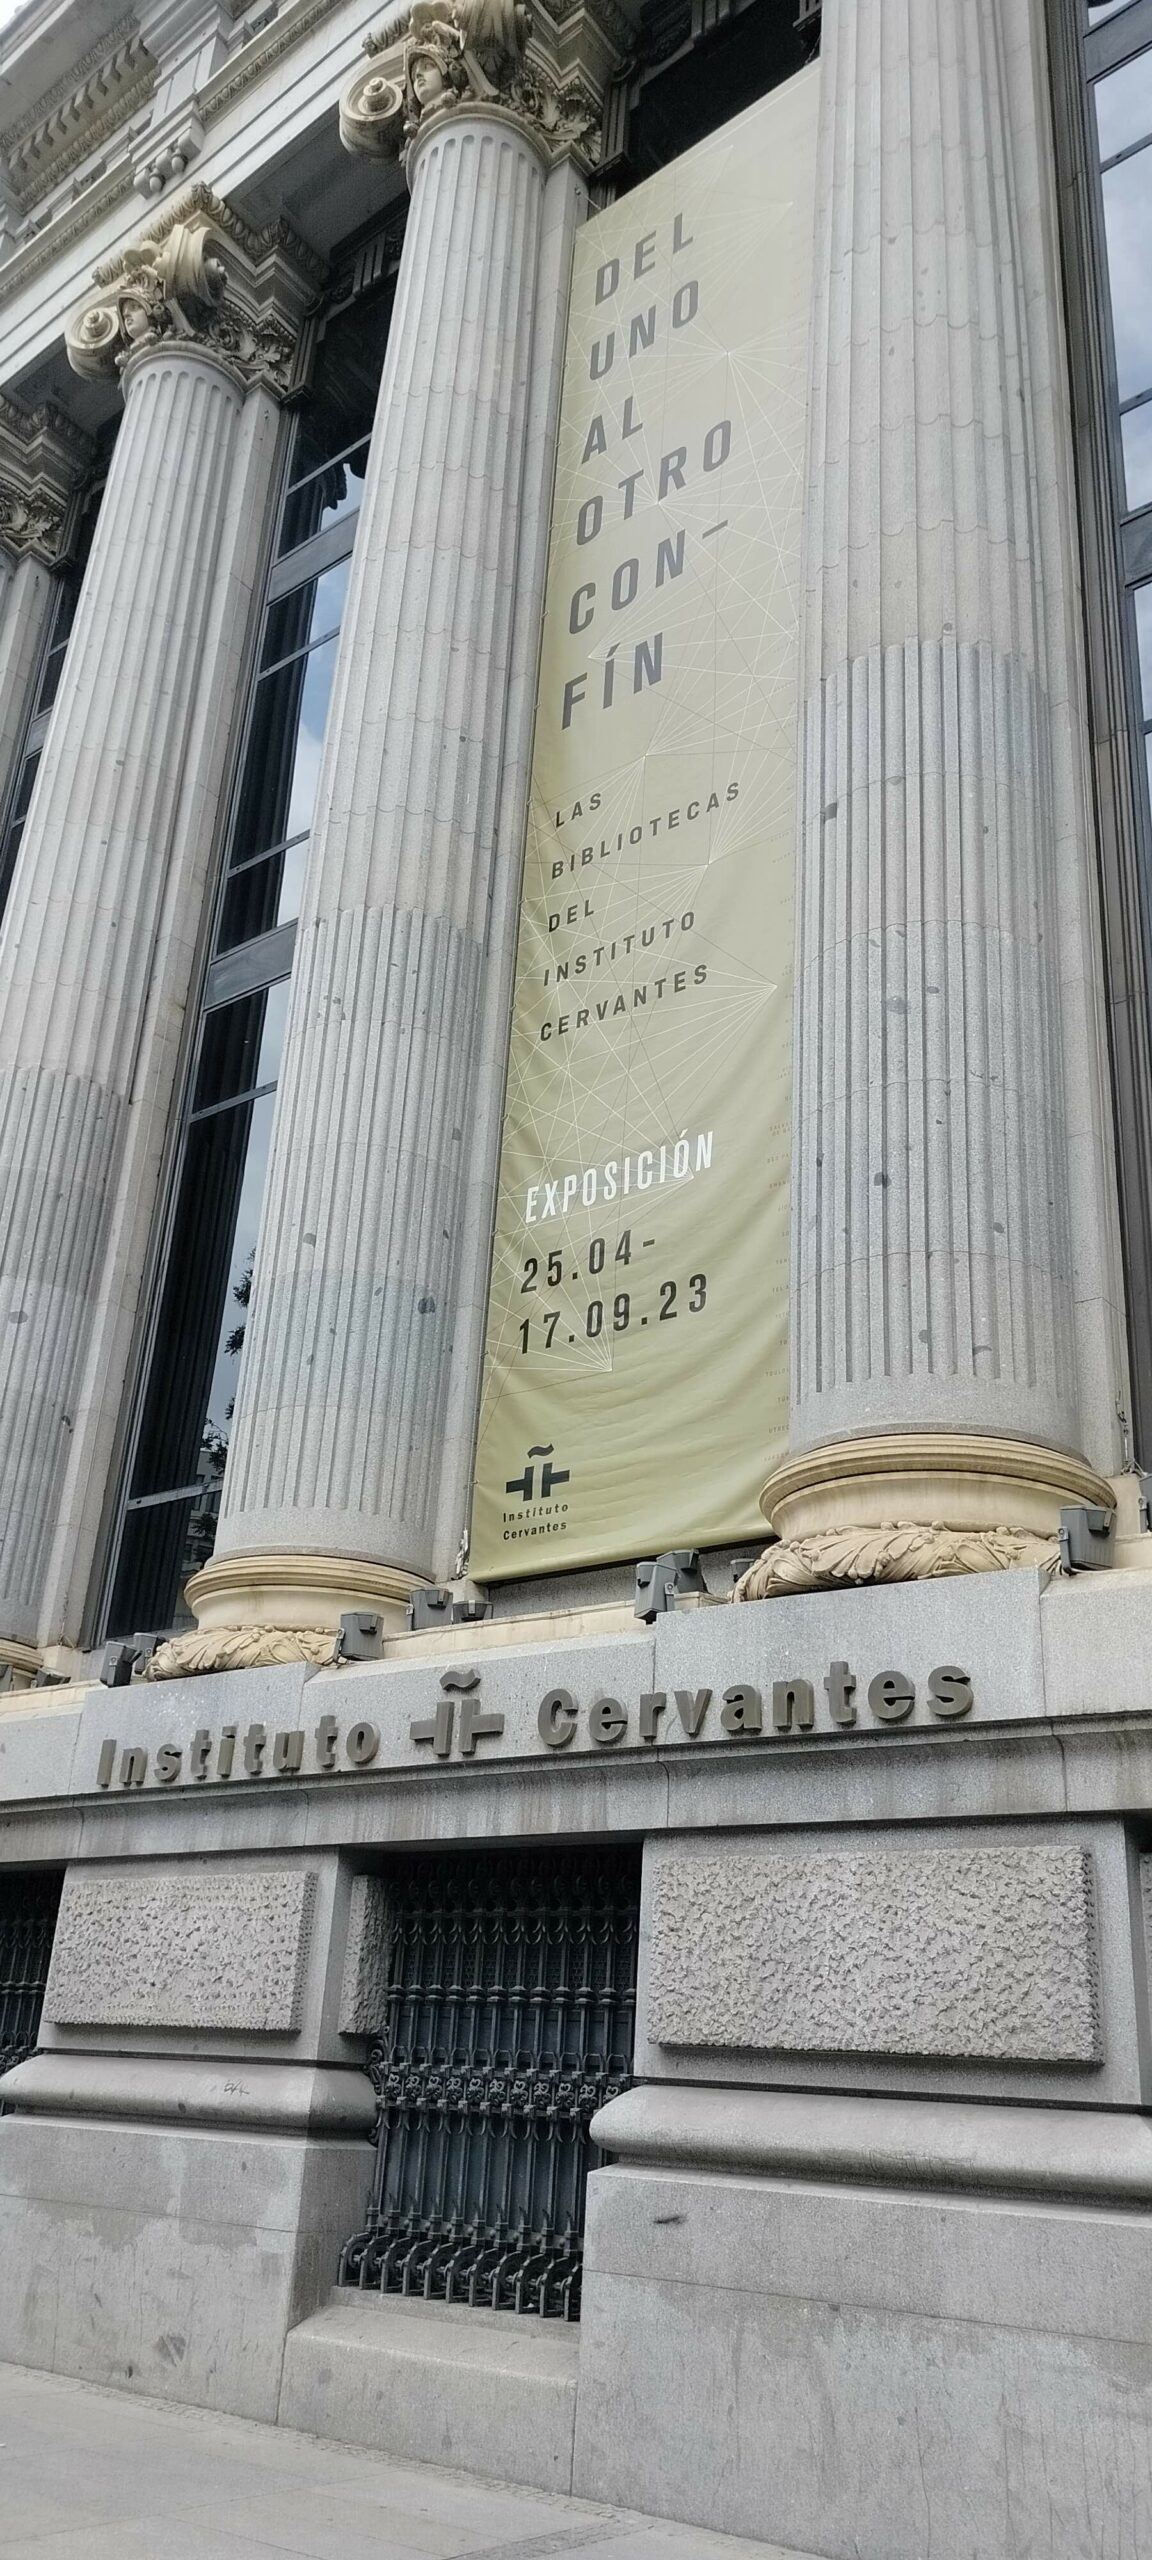 DEL
UNO
AL
OTRO
CON-
FÍN
LAS
BIBLIOTECAS
DEL
INSTITUTO
CERVANTES
EXPOSICIÓN
25.04-
17.09.23
Instituto
Cervantes
Instituto Cervantes